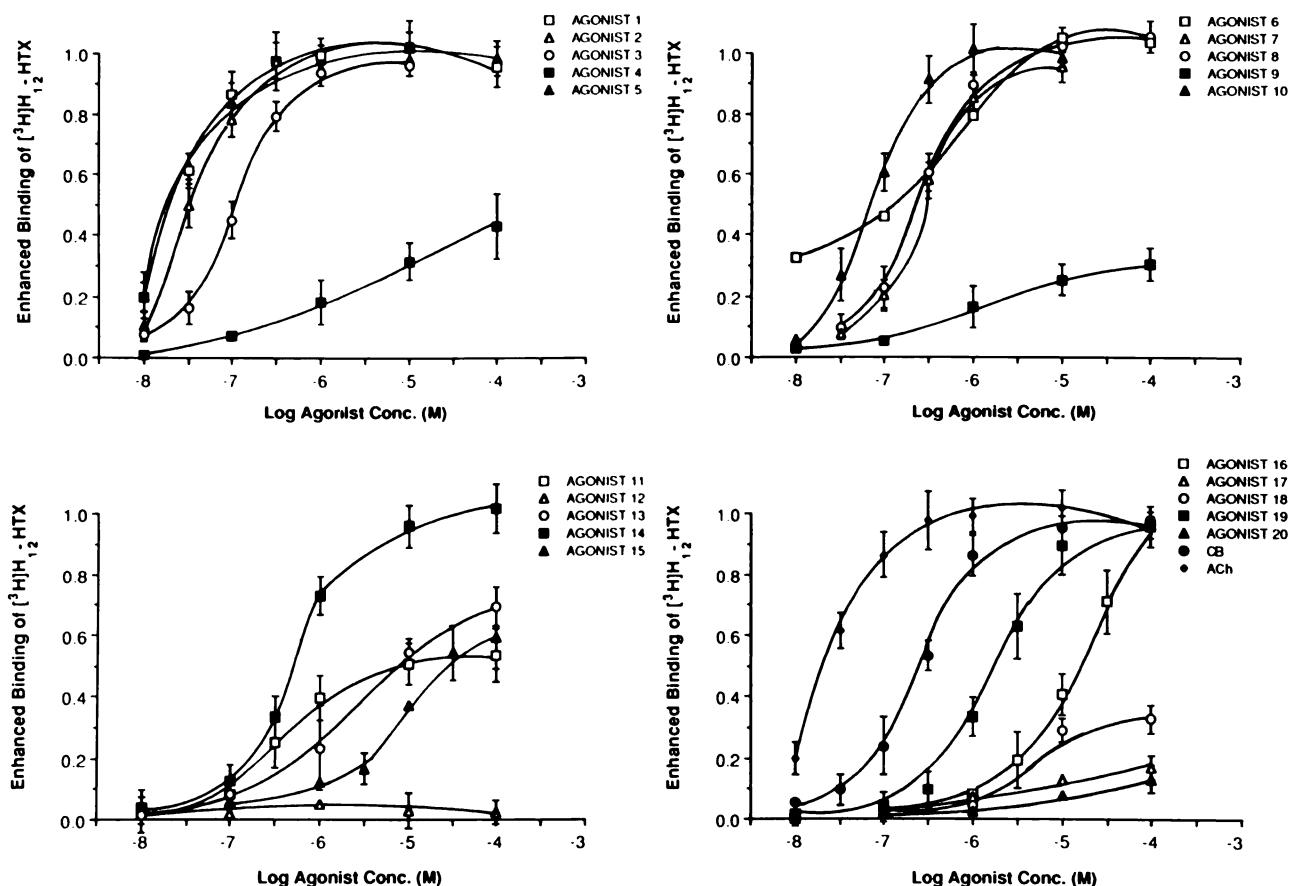 AGONIST 1
AGONIST 2
AGONIST 3
AGONIST 4
AGONIST 5
Enhanced Binding of [³H]H₁₂-HTX
1.0
0.8
0.6
0.4
0.2
0.0
-8
-7
-6
-5
-4
-3
Log Agonist Conc. (M)
AGONIST 6
AGONIST 7
AGONIST 8
AGONIST 9
AGONIST 10
Enhanced Binding of [³H]H₁₂-HTX
1.0
0.8
0.6
0.4
0.2
0.0
-8
-7
-6
-5
-4
-3
Log Agonist Conc. (M)
AGONIST 11
AGONIST 12
AGONIST 13
AGONIST 14
AGONIST 15
Enhanced Binding of [³H]H₁₂-HTX
1.0
0.8
0.6
0.4
0.2
0.0
-8
-7
-6
-5
-4
-3
Log Agonist Conc. (M)
AGONIST 16
AGONIST 17
AGONIST 18
AGONIST 19
AGONIST 20
CB
ACh
Enhanced Binding of [³H]H₁₂-HTX
1.0
0.8
0.6
0.4
0.2
0.0
-8
-7
-6
-5
-4
-3
Log Agonist Conc. (M)